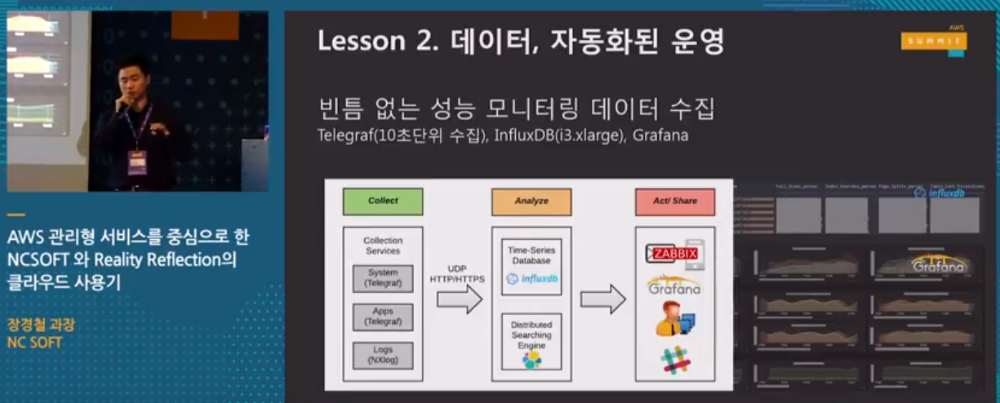 Lesson 2. 데이터, 자동화된 운영
AWS
SUMMIT
빈틈 없는 성능 모니터링 데이터 수집
Telegraf(10초단위 수집), InfluxDB(i3.xlarge), Grafana
Collect
Analyze
Act/ Share
Collection
Services
System
(Telegraf)
Apps
(Telegraf)
Logs
(NXlog)
UDP
HTTP/HTTPS
Time-Series
Database
influxdb
Distributed
Searching
Engine
ZABBIX
Grafana
influxdb
Grafana
AWS 관리형 서비스를 중심으로 한
NCSOFT 와 Reality Reflection의
클라우드 사용기
장경철 과장
NC SOFT